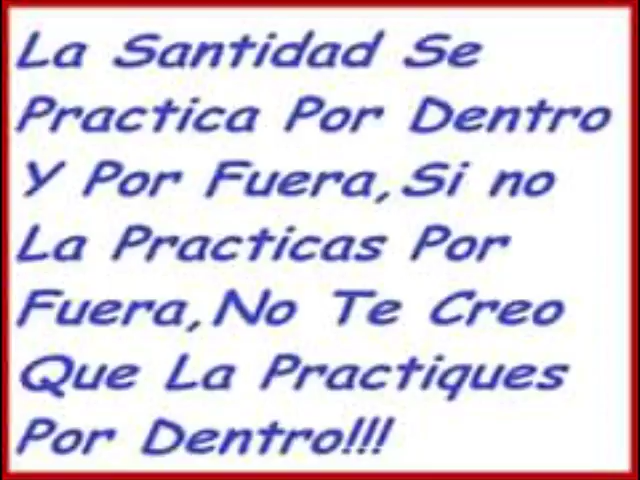 La Santidad Se
Practica Por Dentro
Y Por Fuera,Si no
La Practicas Por
Fuera,No Te Creo
Que La Practiques
Por Dentro!!!